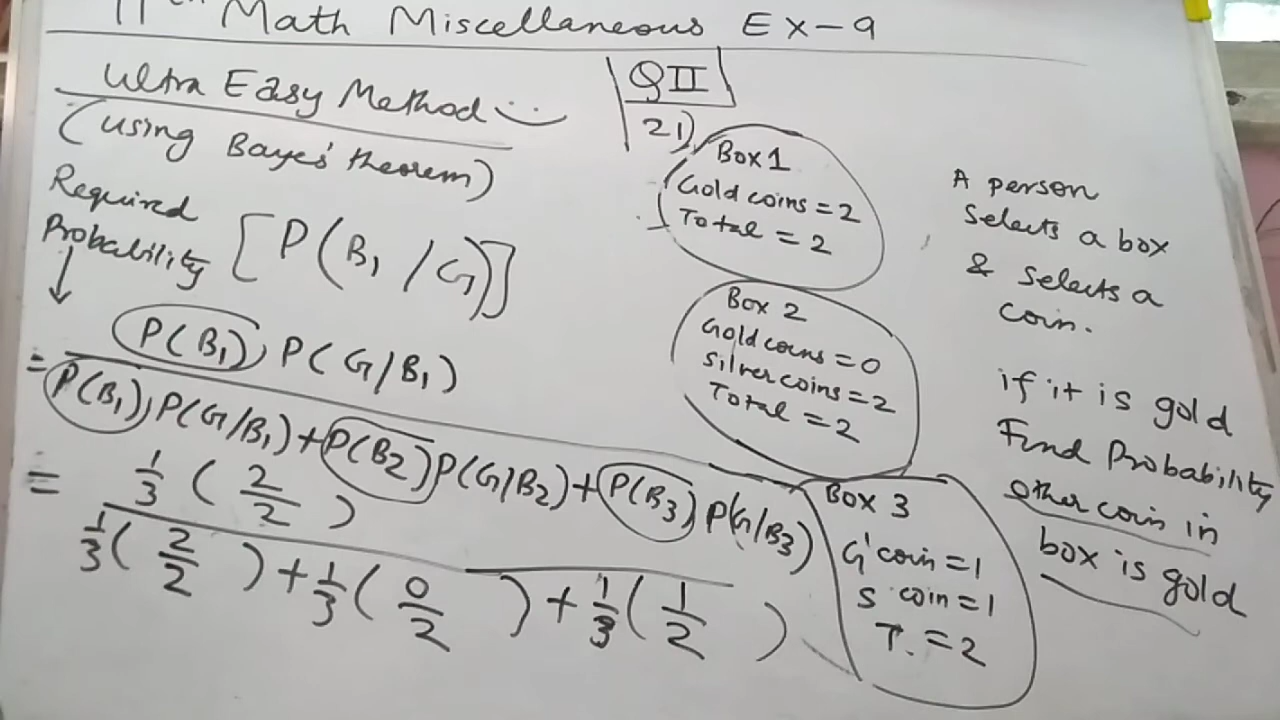 11th Math Miscellaneous Ex-9
Ultra Easy Method
(using Bayes' theorem)
Required
Probability [P(B₁/G)]
= P(B₁), P(G/B₁)
P(B₁), P(G/B₁) + P(B₂) P(G/B₂) + P(B₃) P(G/B₃)
= 1/3 (2/2)
1/3 (2/2) + 1/3 (0/2) + 1/3 (1/2)
Q II
21)
Box 1
Gold coins = 2
Total = 2
Box 2
Gold coins = 0
Silver coins = 2
Total = 2
Box 3
G' coin = 1
S coin = 1
T. = 2
A person
Selects a box
& selects a
coin.
if it is gold
Find Probability
other coin in
box is gold